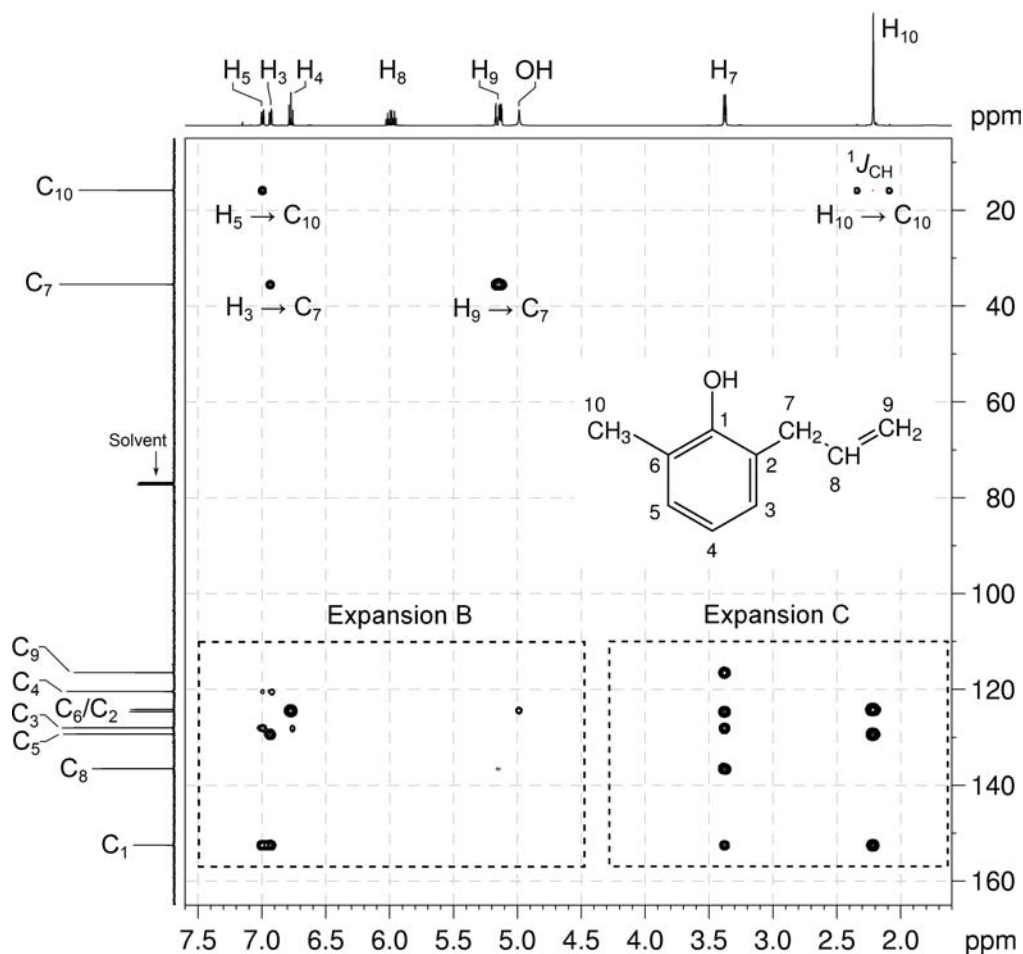 H₁₀
H₅ H₃ H₄ H₈ H₉ OH H₇
ppm
C₁₀
¹J_CH
H₅ → C₁₀
H₁₀ → C₁₀
20
C₇
H₃ → C₇
H₉ → C₇
40
OH
10
7
9
60
CH₃
1
CH₂
CH₂
Solvent
6
2
CH
8
5
3
80
4
100
Expansion B
Expansion C
C₉
C₄
120
C₆/C₂
C₃
C₅
C₈
140
C₁
160
7.5 7.0 6.5 6.0 5.5 5.0 4.5 4.0 3.5 3.0 2.5 2.0 ppm